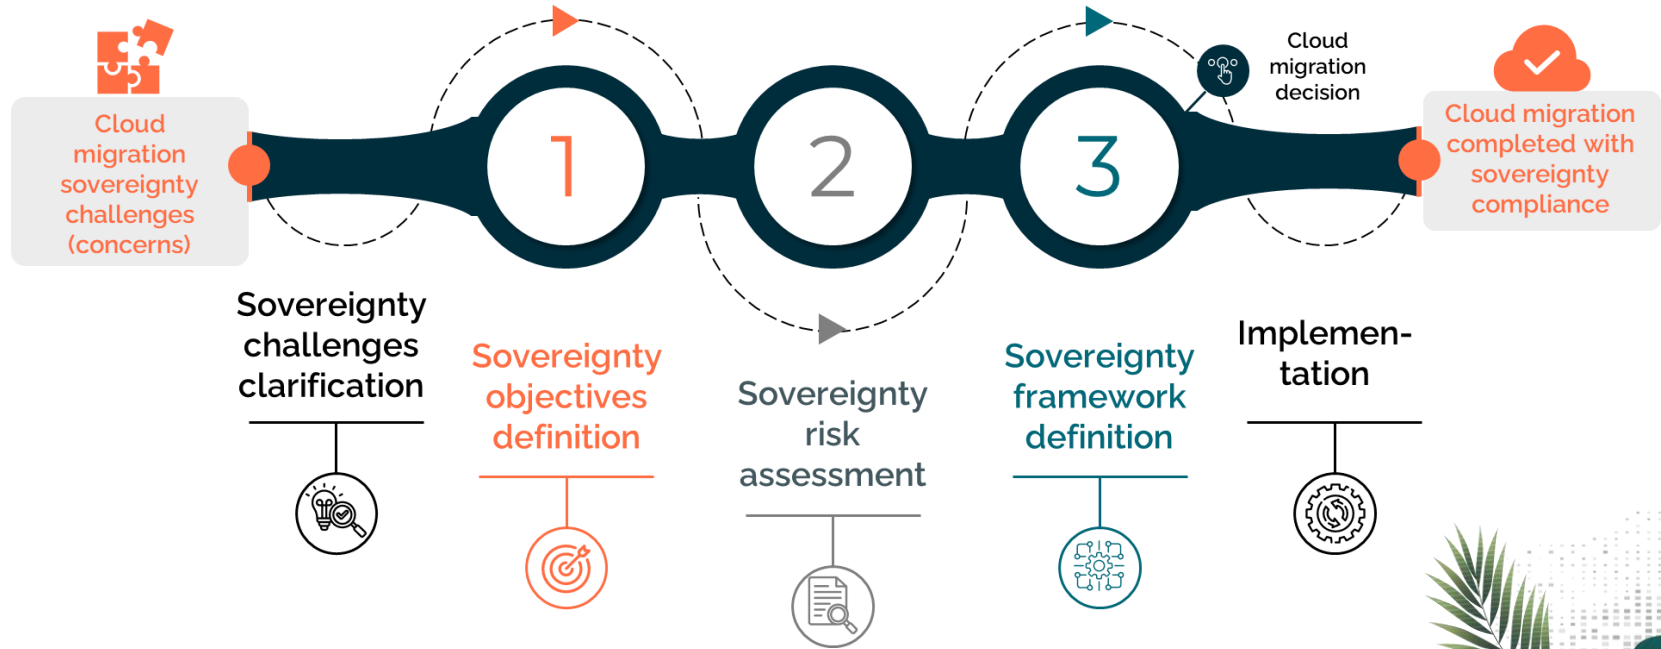 Cloud
migration
sovereignty
challenges
(concerns)
1
2
3
Cloud
migration
decision
Cloud migration
completed with
sovereignty
compliance
Sovereignty
challenges
clarification
Sovereignty
objectives
definition
Sovereignty
risk
assessment
Sovereignty
framework
definition
Implemen-
tation